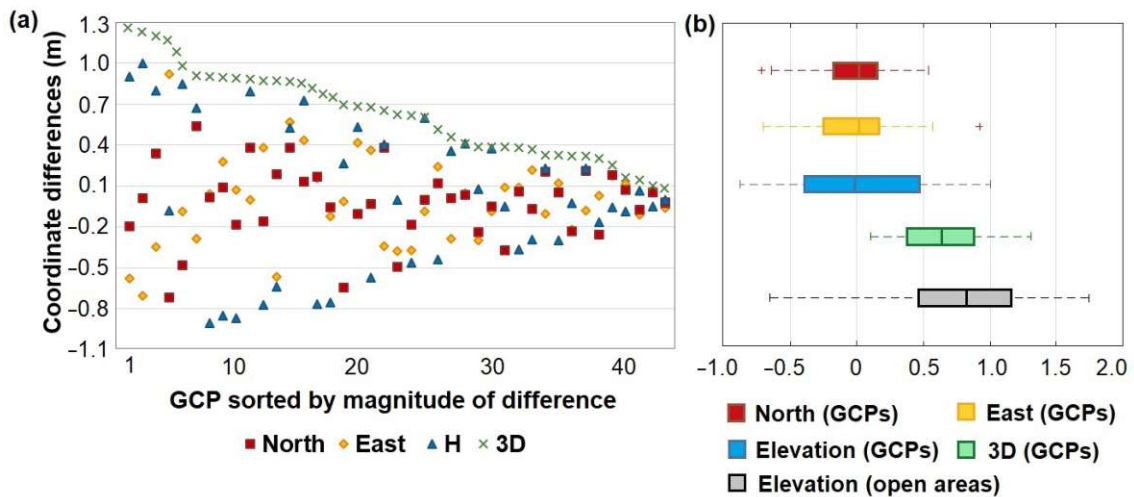 (a)
Coordinate differences (m)
1.3
1.0
0.7
0.4
0.1
−0.2
−0.5
−0.8
−1.1
1 10 20 30 40
GCP sorted by magnitude of difference
North East H 3D
(b)
−1.0 −0.5 0 0.5 1.0 1.5 2.0
North (GCPs) East (GCPs)
Elevation (GCPs) 3D (GCPs)
Elevation (open areas)